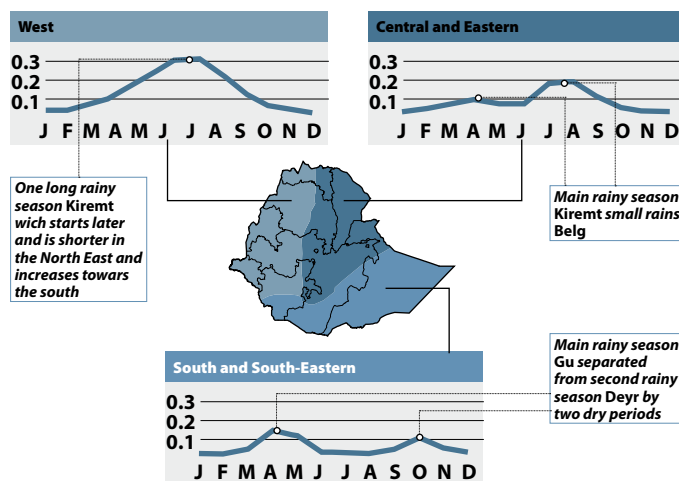 West
0.3
0.2
0.1
J F M A M J J A S O N D
One long rainy
season Kiremt
wich starts later
and is shorter in
the North East and
increases towars
the south
Central and Eastern
0.3
0.2
0.1
J F M A M J J A S O N D
Main rainy season
Kiremt small rains
Belg
South and South-Eastern
0.3
0.2
0.1
J F M A M J J A S O N D
Main rainy season
Gu separated
from second rainy
season Deyr by
two dry periods